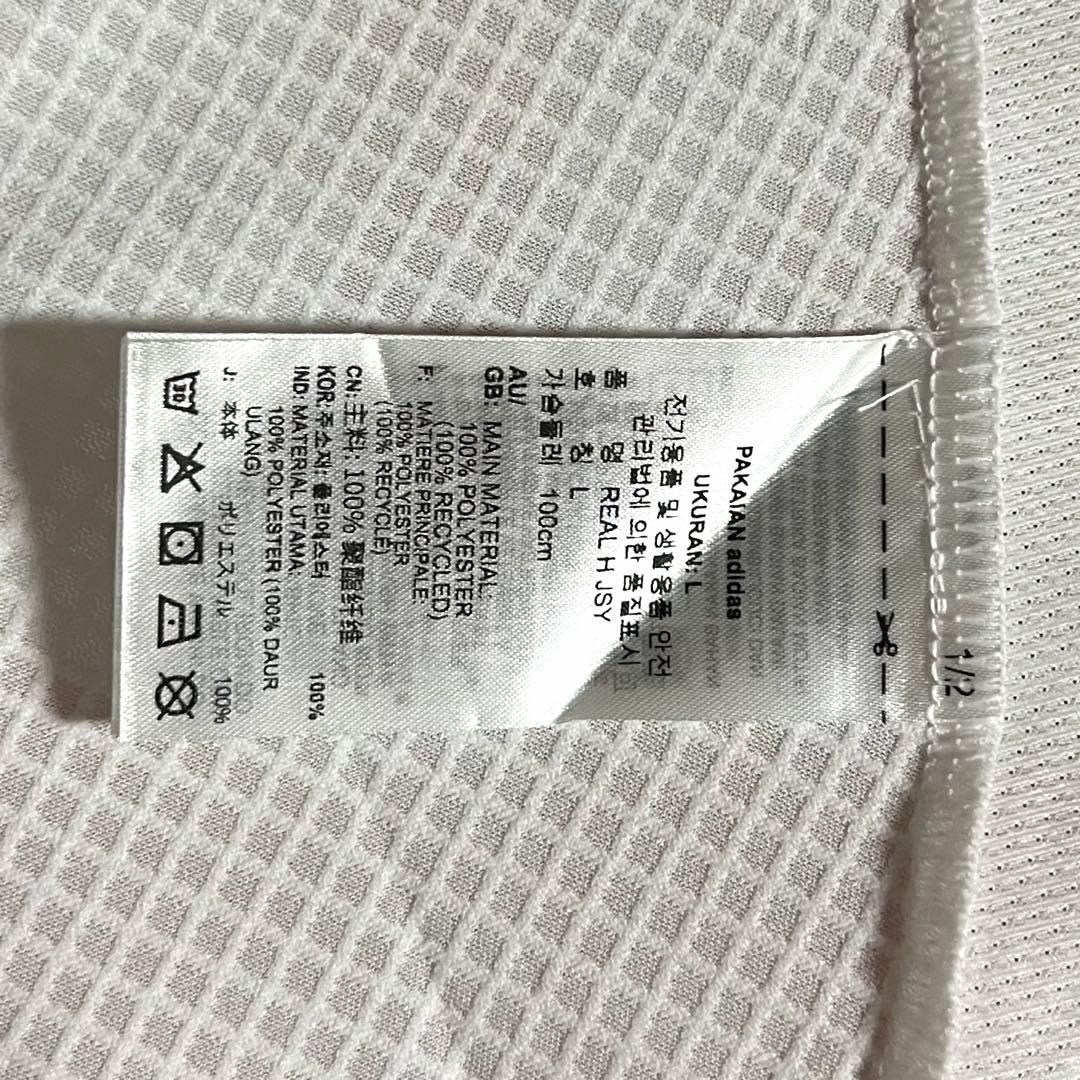 1/2
PAKAIAN adidas
UKURAN: L
전기용품 및 생활용품 안전
관리법에 의한 품질표시
품 명 REAL H JSY
호 칭 L
가슴둘레 100cm
AU/
GB: MAIN MATERIAL:
100% POLYESTER
(100% RECYCLED)
F: MATIERE PRINCIPALE:
100% POLYESTER
(100% RECYCLE)
CN: 主料, 100% 聚酯纤维
KOR: 주소재 폴리에스터 100%
IND: MATERIAL UTAMA:
100% POLYESTER (100% DAUR
ULANG)
J: 本体 ポリエステル 100%
30